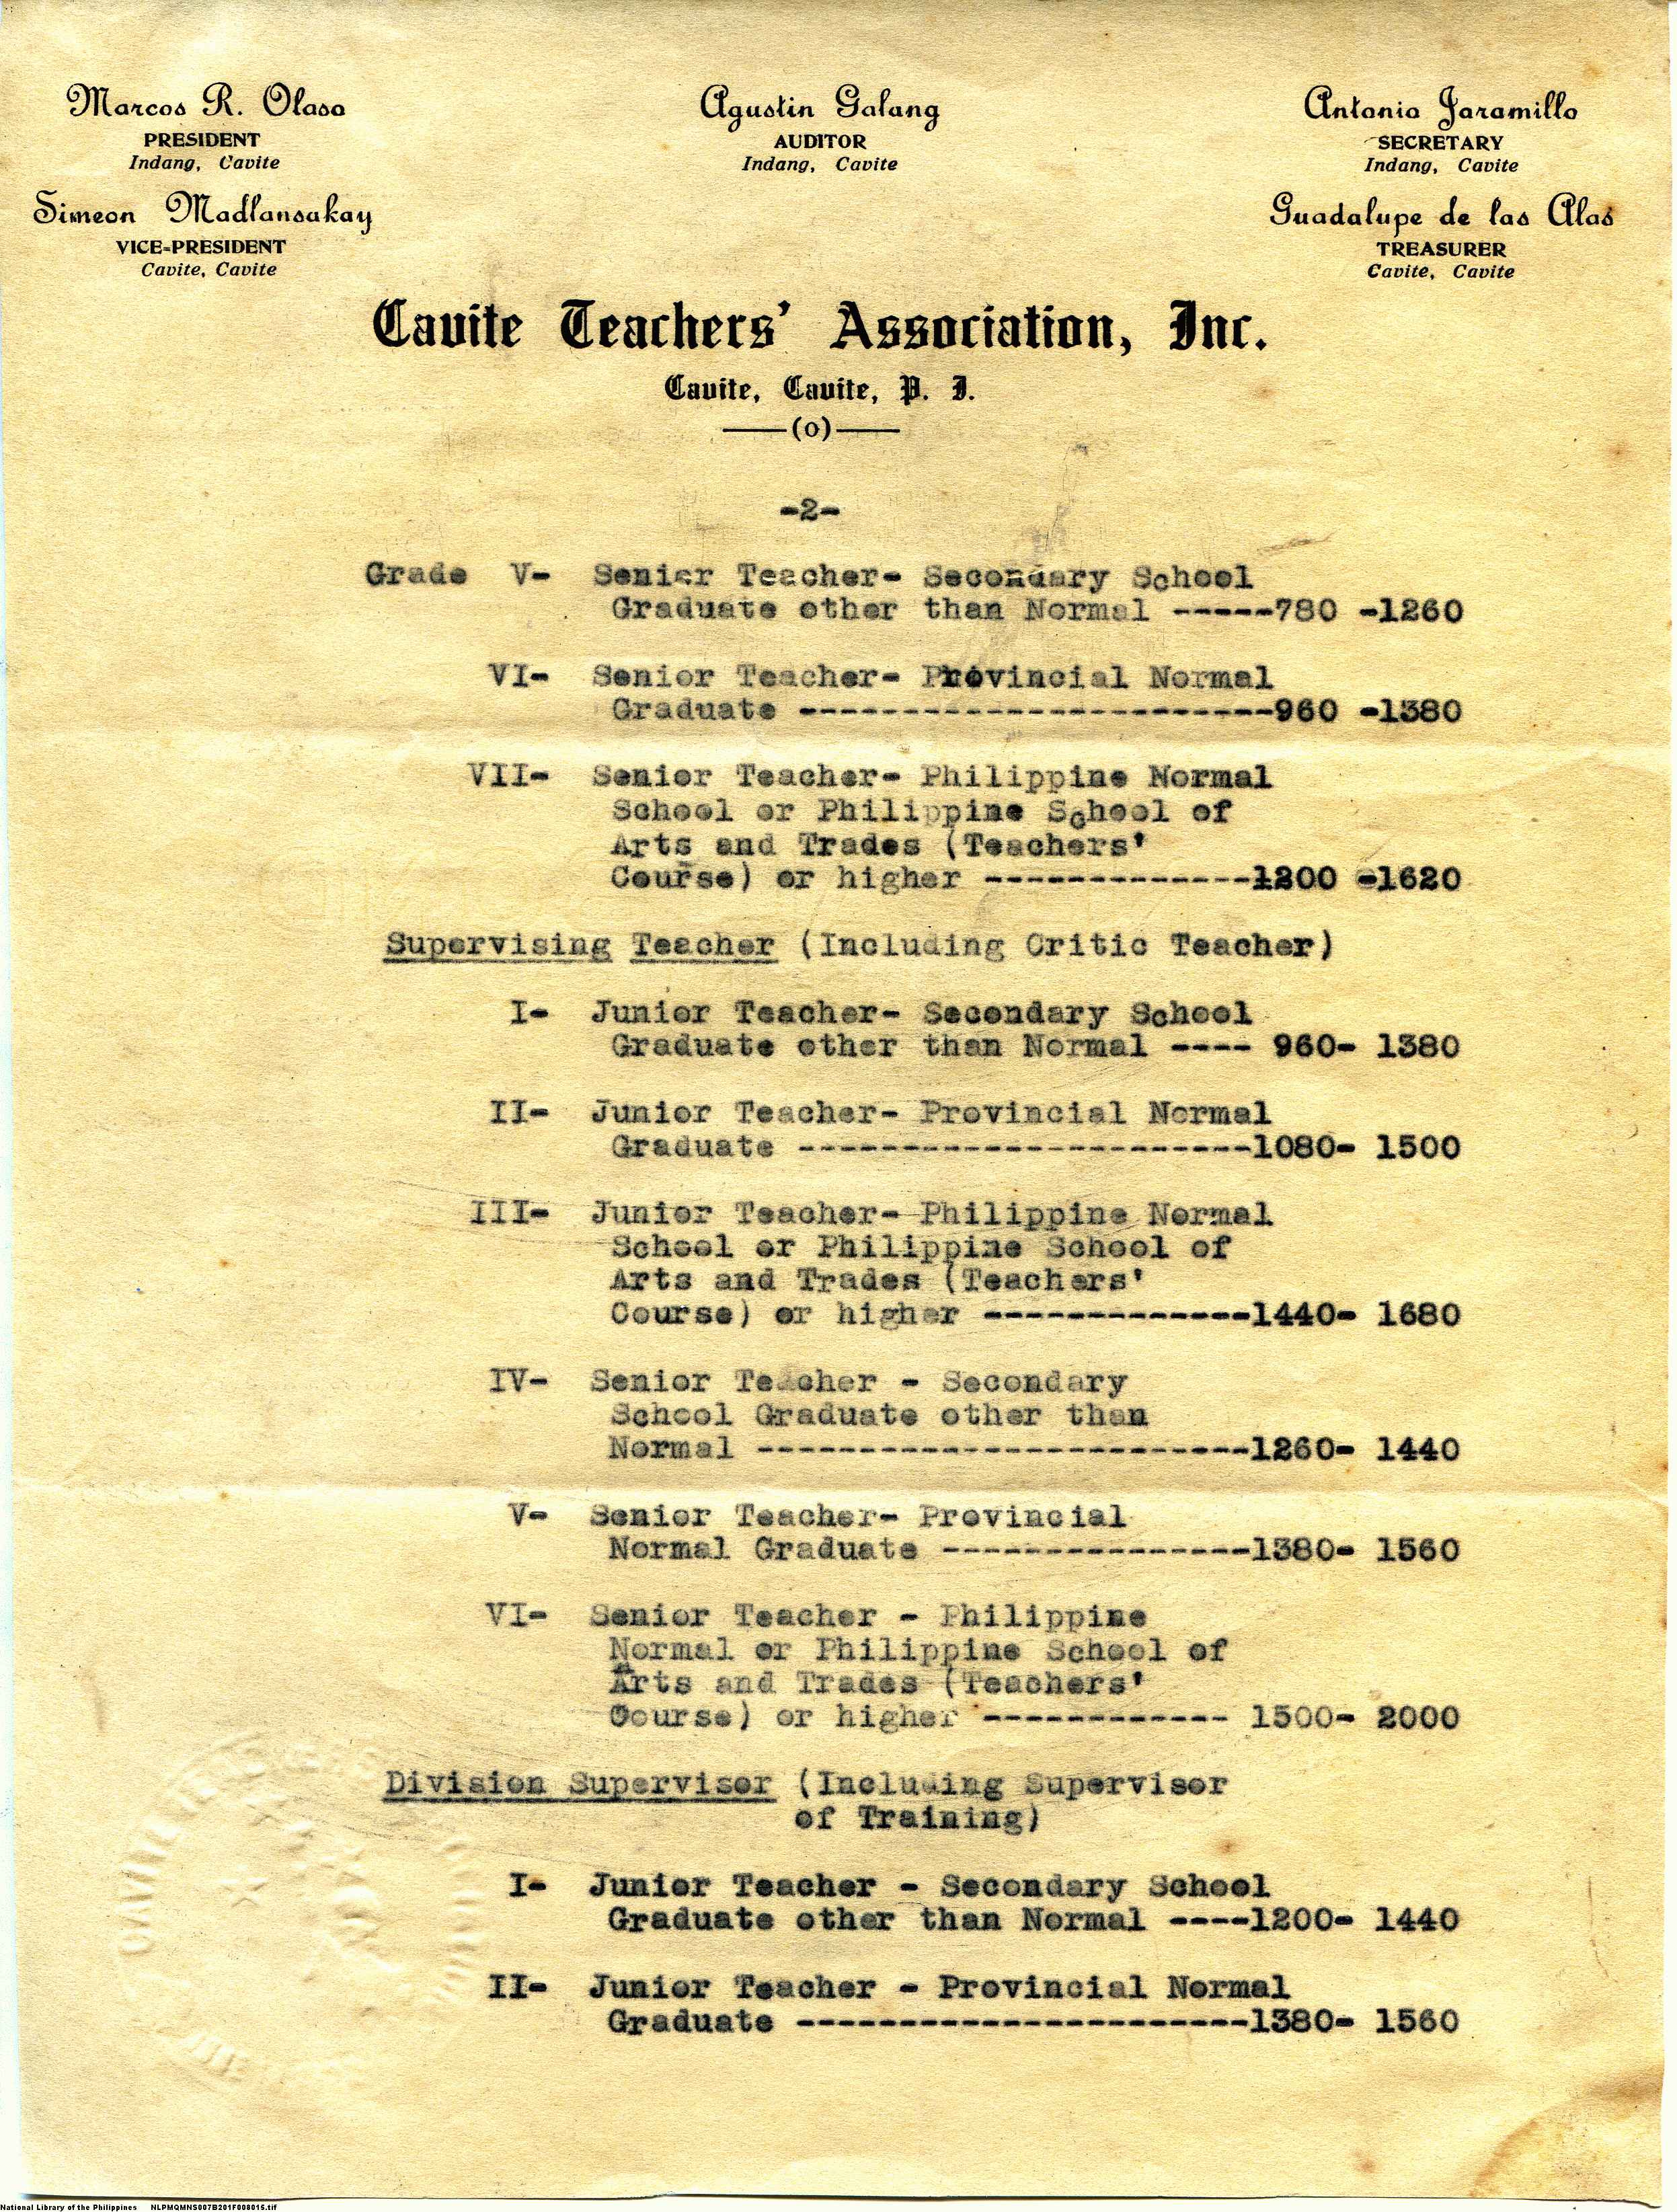 Marcos R. Olaso
PRESIDENT
Indang, Cavite
Simeon Madlansakay
VICE-PRESIDENT
Cavite, Cavite
Agustin Galang
AUDITOR
Indang, Cavite
Antonio Jaramillo
SECRETARY
Indang, Cavite
Guadalupe de las Alas
TREASURER
Cavite, Cavite
Cavite Teachers' Association, Inc.
Cavite, Cavite, P. I.
——(o)——
-2-
Grade V- Senior Teacher- Secondary School
Graduate other than Normal -----780 -1260
VI- Senior Teacher- Provincial Normal
Graduate -----------------------960 -1380
VII- Senior Teacher- Philippine Normal
School or Philippine School of
Arts and Trades (Teachers'
Course) or higher -------------1200 -1620
Supervising Teacher (Including Critic Teacher)
I- Junior Teacher- Secondary School
Graduate other than Normal ---- 960- 1380
II- Junior Teacher- Provincial Normal
Graduate ----------------------1080- 1500
III- Junior Teacher- Philippine Normal
School or Philippine School of
Arts and Trades (Teachers'
Course) or higher -------------1440- 1680
IV- Senior Teacher - Secondary
School Graduate other than
Normal ------------------------1260- 1440
V- Senior Teacher- Provincial
Normal Graduate ---------------1380- 1560
VI- Senior Teacher - Philippine
Normal or Philippine School of
Arts and Trades (Teachers'
Course) or higher ------------ 1500- 2000
Division Supervisor (Including Supervisor
of Training)
I- Junior Teacher - Secondary School
Graduate other than Normal ----1200- 1440
II- Junior Teacher - Provincial Normal
Graduate ----------------------1380- 1560
CAVITE
National Library of the Philippines NLPMQMNS007B201F008015.tif